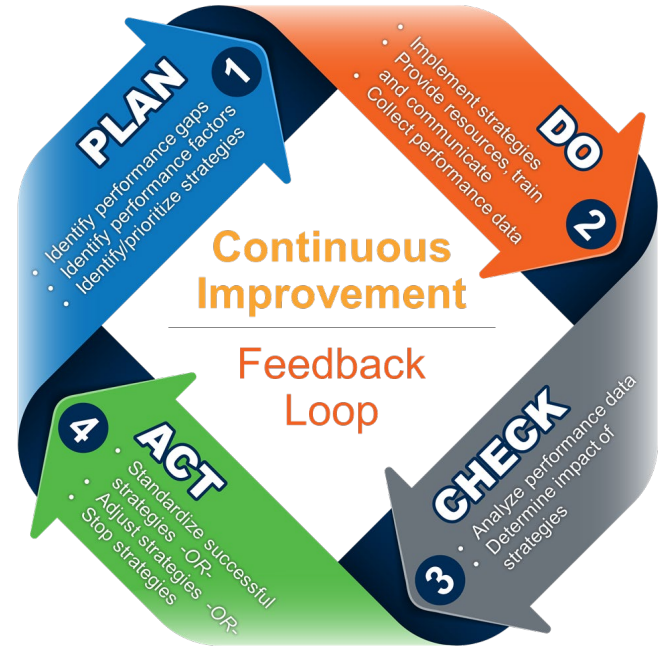 Continuous
Improvement
Feedback
Loop
PLAN
1
• Identify performance gaps
• Identify performance factors
• Identify/prioritize strategies
DO
2
• Implement strategies
• Provide resources, train
and communicate
• Collect performance data
CHECK
3
• Analyze performance data
• Determine impact of
strategies
ACT
4
• Standardize successful
strategies -OR-
• Adjust strategies -OR-
• Stop strategies